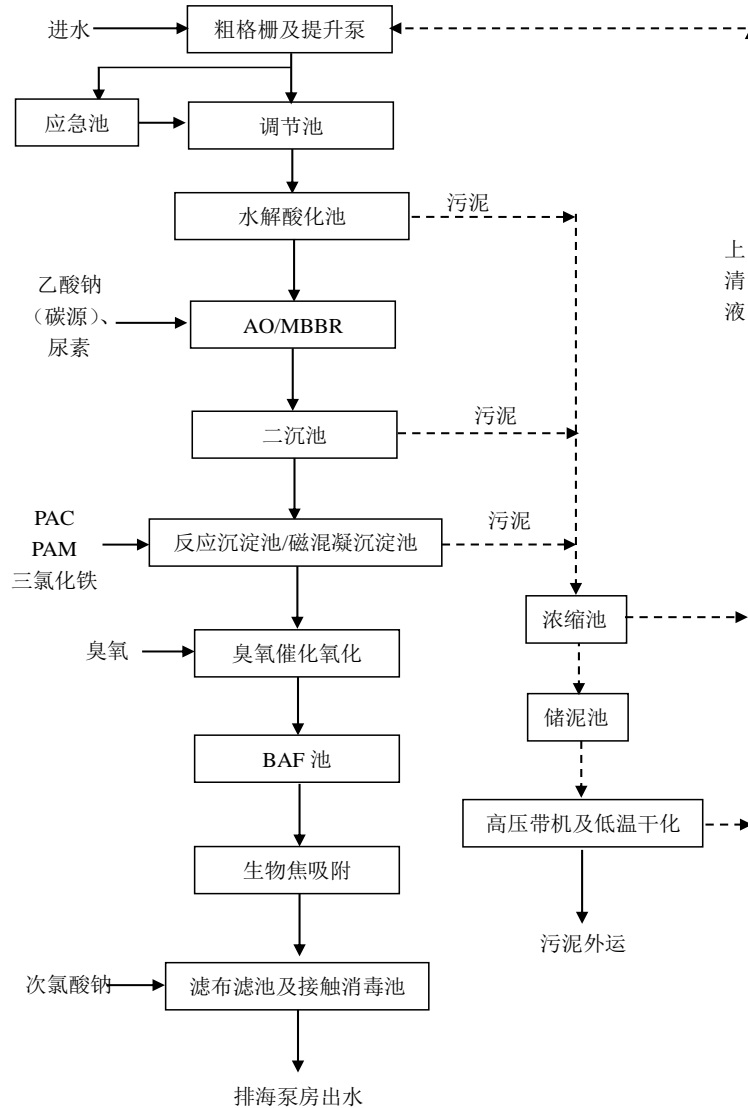 进水
粗格栅及提升泵
应急池
调节池
水解酸化池
污泥
上
清
液
乙酸钠
（碳源）、
尿素
AO/MBBR
二沉池
污泥
PAC
PAM
三氯化铁
反应沉淀池/磁混凝沉淀池
污泥
浓缩池
臭氧
臭氧催化氧化
储泥池
BAF 池
高压带机及低温干化
生物焦吸附
污泥外运
次氯酸钠
滤布滤池及接触消毒池
排海泵房出水